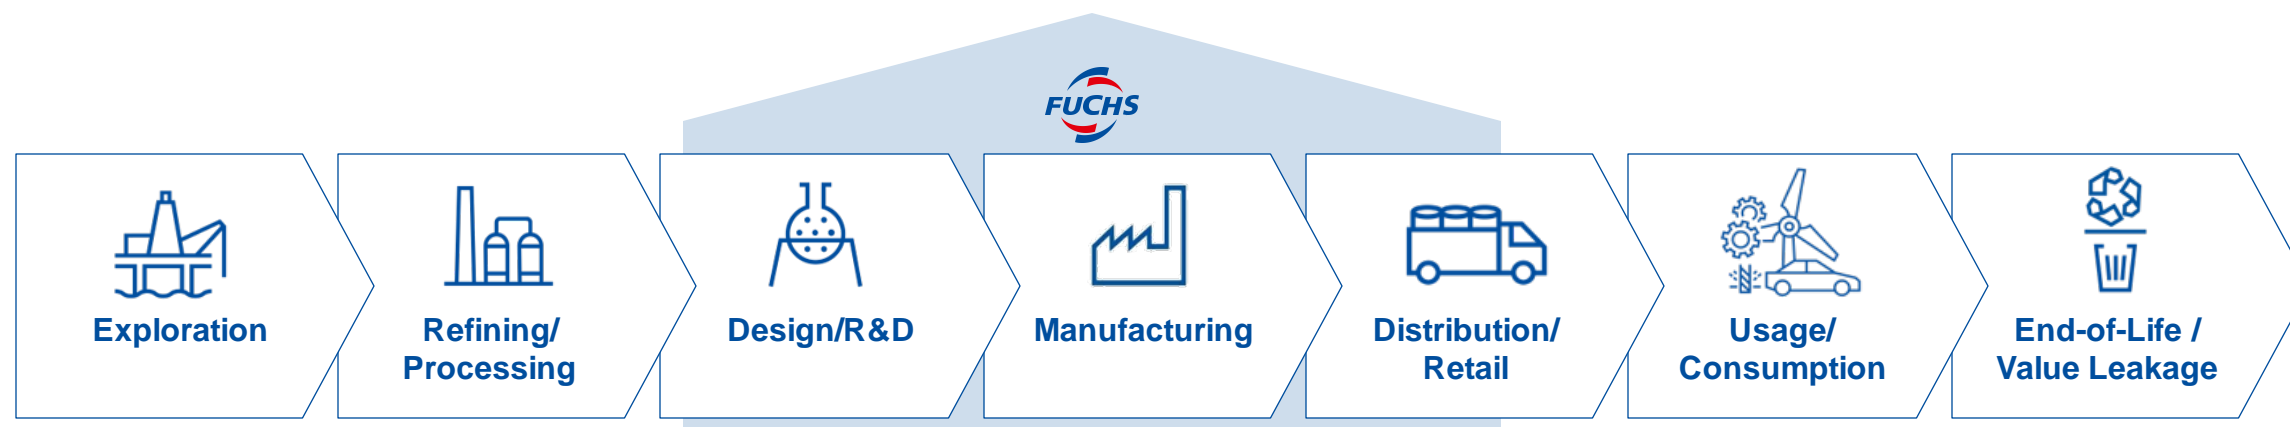 FUCHS
Exploration
Refining/
Processing
Design/R&D
Manufacturing
Distribution/
Retail
Usage/
Consumption
End-of-Life /
Value Leakage